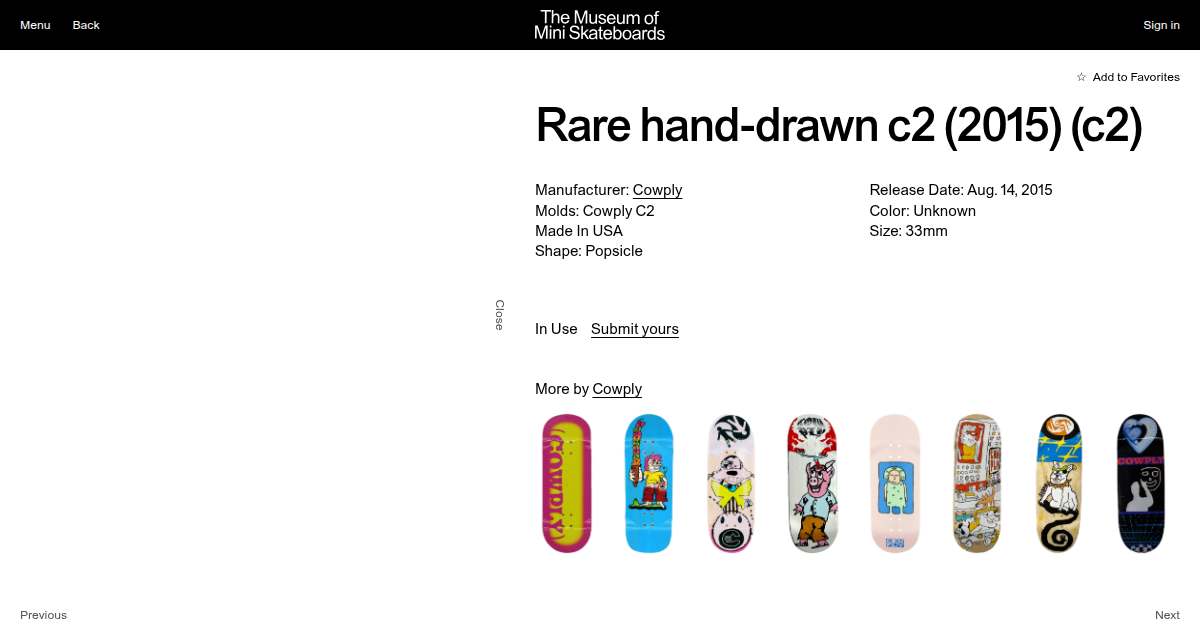 Menu
Back
The Museum of
Mini Skateboards
Sign in
☆ Add to Favorites
Rare hand-drawn c2 (2015) (c2)
Manufacturer: Cowply
Molds: Cowply C2
Made In USA
Shape: Popsicle
Release Date: Aug. 14, 2015
Color: Unknown
Size: 33mm
Close
In Use
Submit yours
More by Cowply
COWPLY
COWPLY
Previous
Next